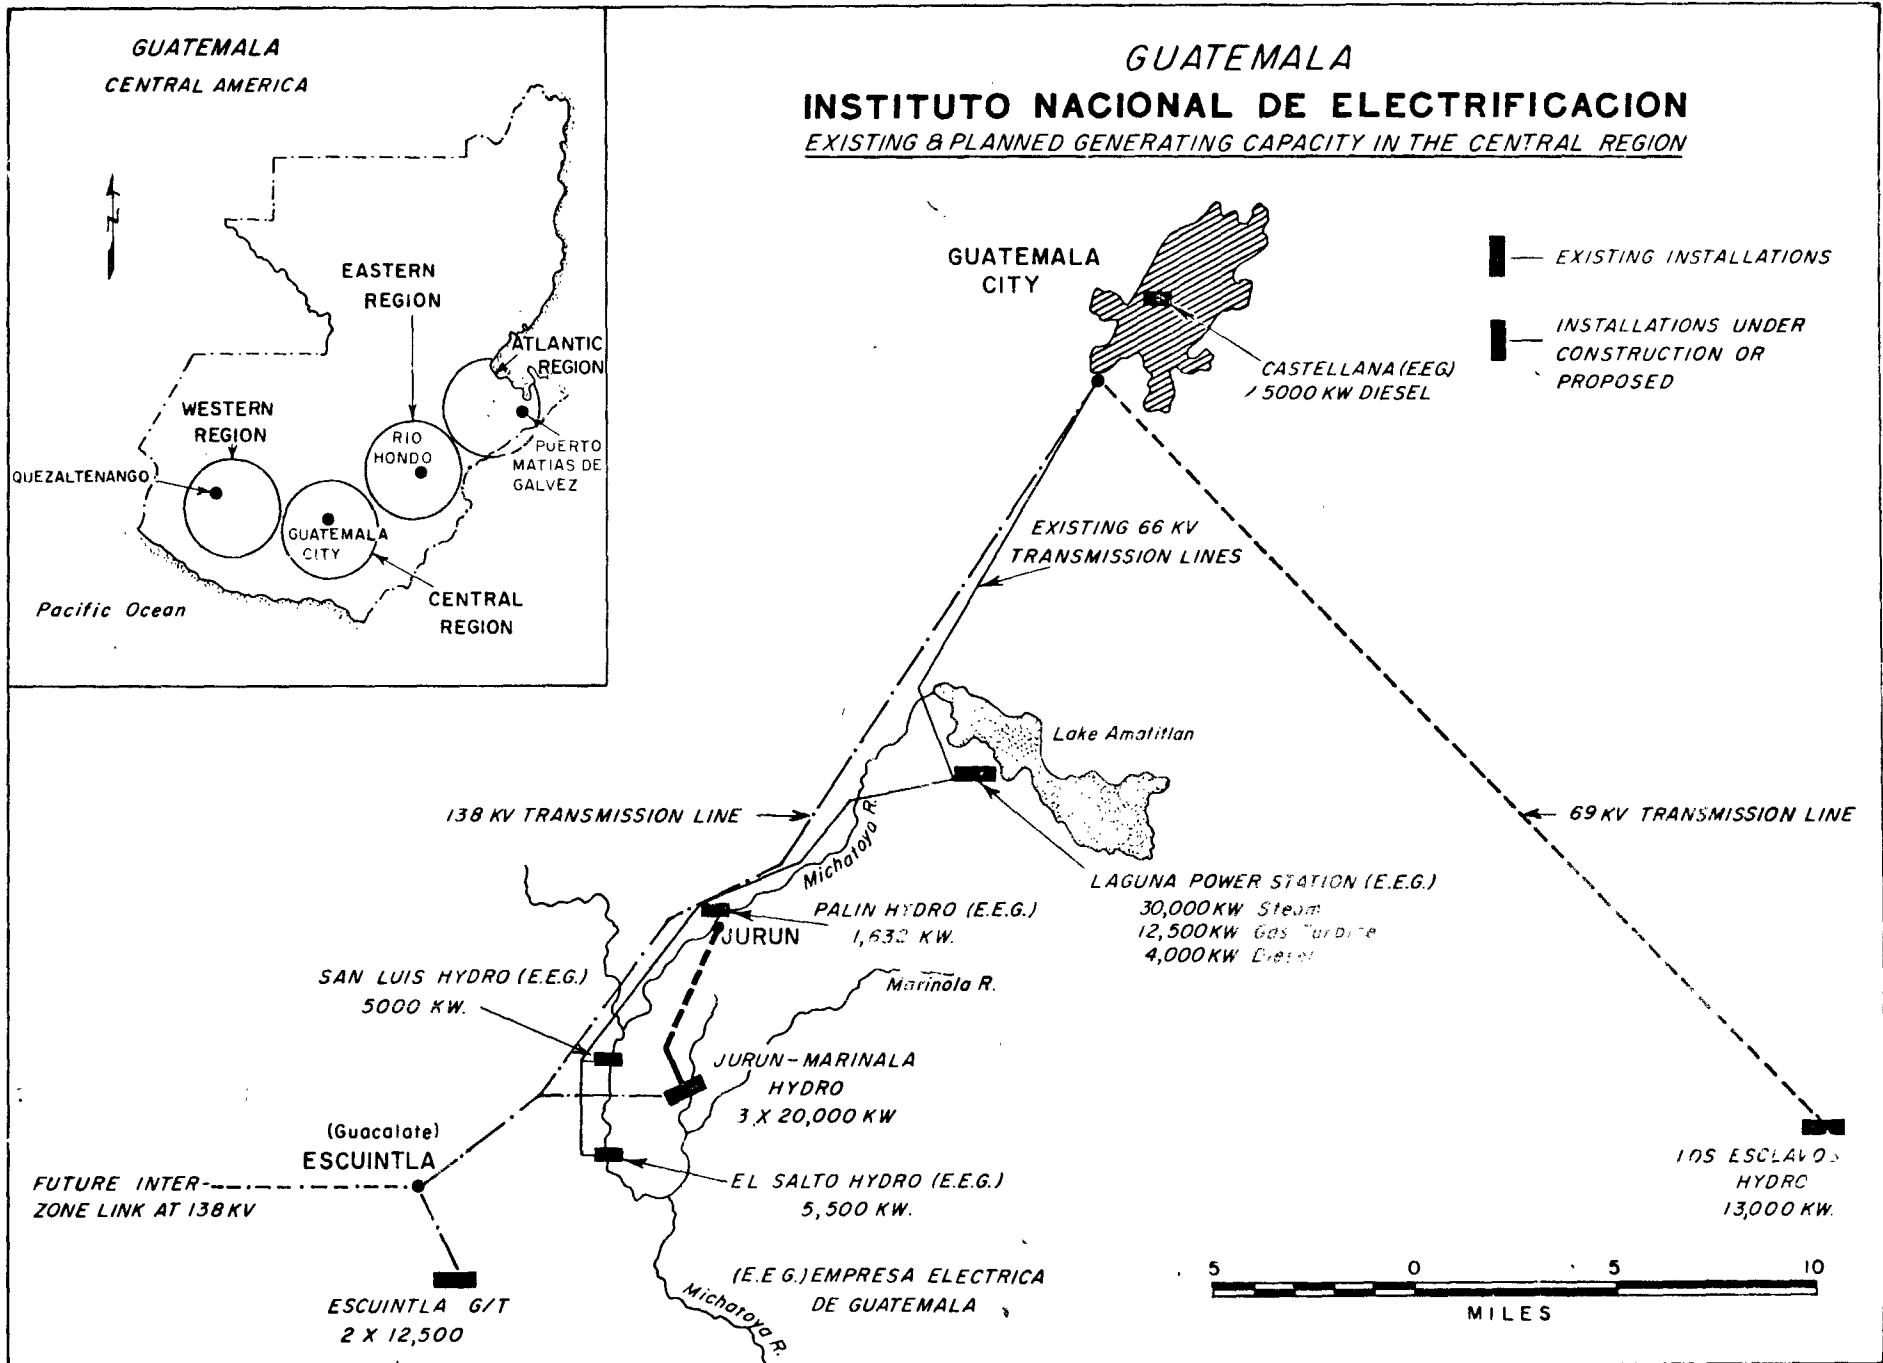 GUATEMALA
CENTRAL AMERICA
N
EASTERN
REGION
ATLANTIC
REGION
WESTERN
REGION
RIO
HONDO
QUEZALTENANGO
PUERTO
MATIAS DE
GALVEZ
GUATEMALA
CITY
CENTRAL
REGION
Pacific Ocean
GUATEMALA
INSTITUTO NACIONAL DE ELECTRIFICACION
EXISTING & PLANNED GENERATING CAPACITY IN THE CENTRAL REGION
GUATEMALA
CITY
EXISTING INSTALLATIONS
INSTALLATIONS UNDER
CONSTRUCTION OR
PROPOSED
CASTELLANA (EEG)
5000 KW DIESEL
EXISTING 66 KV
TRANSMISSION LINES
Lake Amatitlan
138 KV TRANSMISSION LINE
69 KV TRANSMISSION LINE
Michatoya R.
LAGUNA POWER STATION (E.E.G.)
30,000 KW Steam
12,500 KW Gas Turbine
4,000 KW Diesel
PALIN HYDRO (E.E.G.)
1,632 KW.
JURUN
SAN LUIS HYDRO (E.E.G.)
5000 KW.
Marinola R.
JURUN-MARINALA
HYDRO
3 X 20,000 KW
(Guacalate)
ESCUINTLA
FUTURE INTER-
ZONE LINK AT 138 KV
EL SALTO HYDRO (E.E.G.)
5,500 KW.
LOS ESCLAVOS
HYDRO
13,000 KW.
ESCUINTLA G/T
2 X 12,500
Michatoya R.
(E.E G.) EMPRESA ELECTRICA
DE GUATEMALA
5 0 5 10
MILES